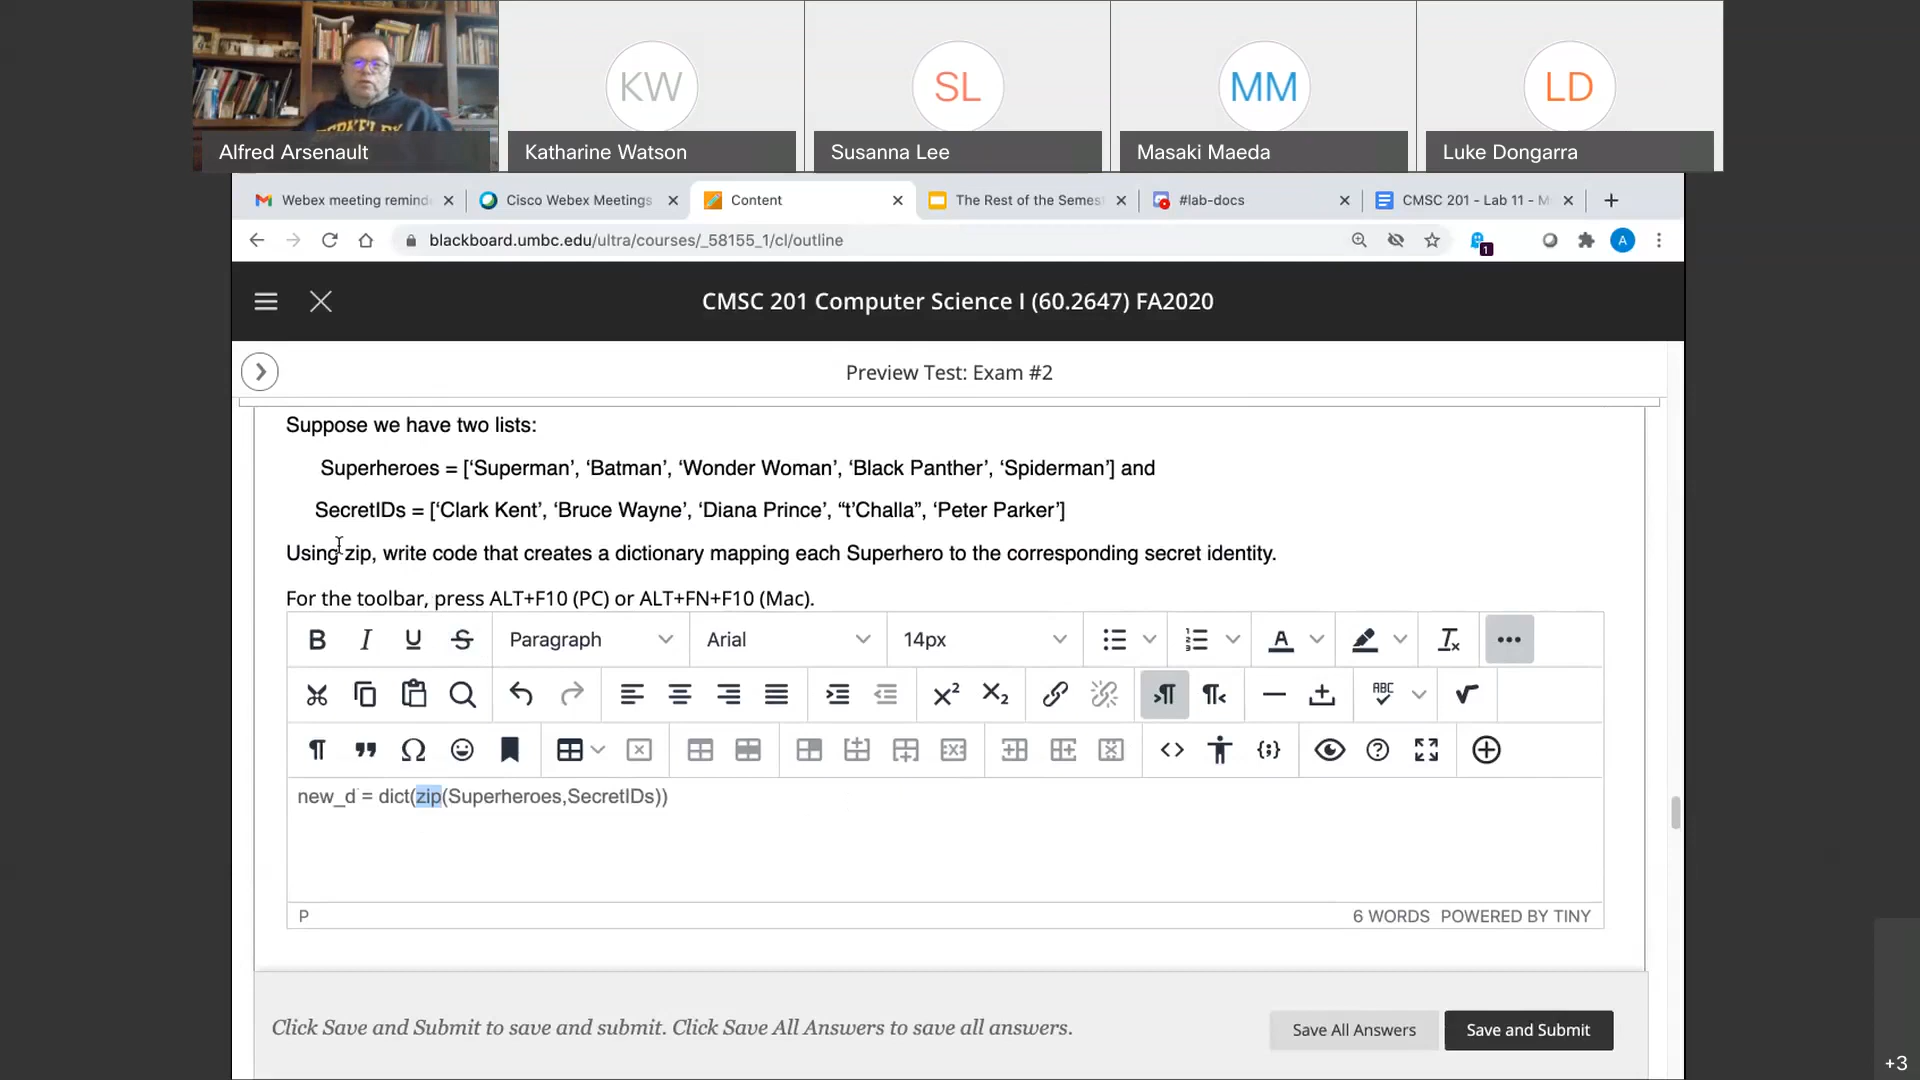 KW
SL
MM
LD
Alfred Arsenault
Katharine Watson
Susanna Lee
Masaki Maeda
Luke Dongarra
Webex meeting remind
Cisco Webex Meetings
Content
The Rest of the Semes
#lab-docs
CMSC 201 - Lab 11 - M
blackboard.umbc.edu/ultra/courses/_58155_1/cl/outline
1
A
CMSC 201 Computer Science I (60.2647) FA2020
Preview Test: Exam #2
Suppose we have two lists:
Superheroes = [‘Superman’, ‘Batman’, ‘Wonder Woman’, ‘Black Panther’, ‘Spiderman’] and
SecretIDs = [‘Clark Kent’, ‘Bruce Wayne’, ‘Diana Prince’, “t’Challa”, ‘Peter Parker’]
Using zip, write code that creates a dictionary mapping each Superhero to the corresponding secret identity.
For the toolbar, press ALT+F10 (PC) or ALT+FN+F10 (Mac).
B I U S Paragraph Arial 14px A
ABC
new_d = dict(zip(Superheroes,SecretIDs))
P
6 WORDS POWERED BY TINY
Click Save and Submit to save and submit. Click Save All Answers to save all answers.
Save All Answers
Save and Submit
+3